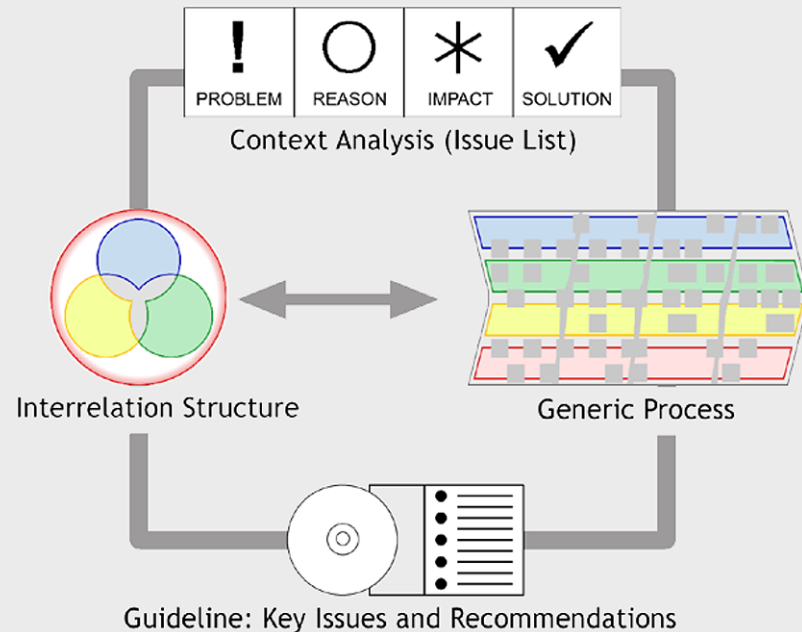 ! ✓
PROBLEM REASON IMPACT SOLUTION
Context Analysis (Issue List)
Interrelation Structure
Generic Process
Guideline: Key Issues and Recommendations